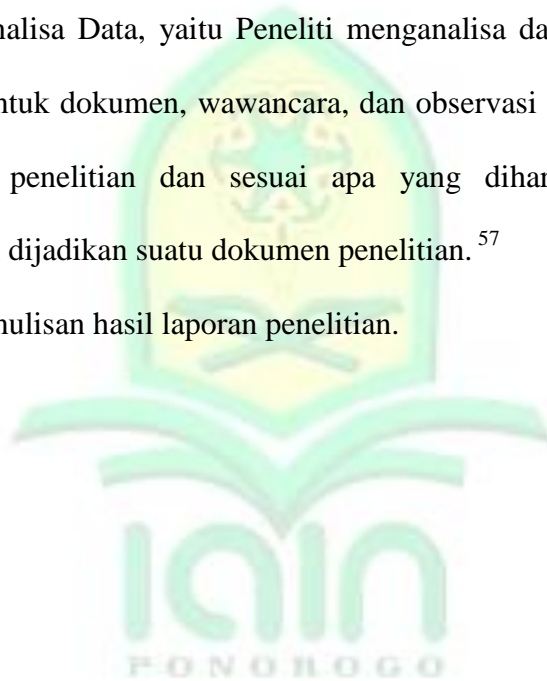 nalisa Data, yaitu Peneliti menganalisa da
ntuk dokumen, wawancara, dan observasi
penelitian dan sesuai apa yang dihar
dijadikan suatu dokumen penelitian. 57
nulisan hasil laporan penelitian.
iain
PONOROGO